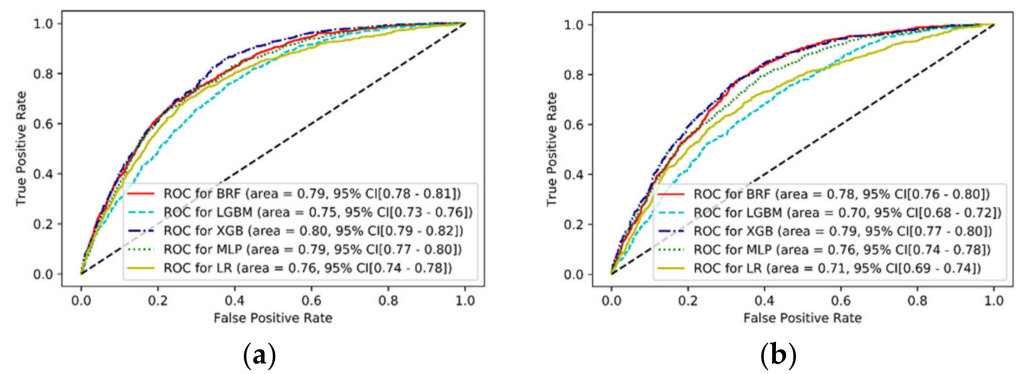 1.0
0.8
0.6
0.4
0.2
0.0
True Positive Rate
ROC for BRF (area = 0.79, 95% CI[0.78 - 0.81])
ROC for LGBM (area = 0.75, 95% CI[0.73 - 0.76])
ROC for XGB (area = 0.80, 95% CI[0.79 - 0.82])
ROC for MLP (area = 0.79, 95% CI[0.77 - 0.80])
ROC for LR (area = 0.76, 95% CI[0.74 - 0.78])
0.0 0.2 0.4 0.6 0.8 1.0
False Positive Rate
(a)
1.0
0.8
0.6
0.4
0.2
0.0
True Positive Rate
ROC for BRF (area = 0.78, 95% CI[0.76 - 0.80])
ROC for LGBM (area = 0.70, 95% CI[0.68 - 0.72])
ROC for XGB (area = 0.79, 95% CI[0.77 - 0.80])
ROC for MLP (area = 0.76, 95% CI[0.74 - 0.78])
ROC for LR (area = 0.71, 95% CI[0.69 - 0.74])
0.0 0.2 0.4 0.6 0.8 1.0
False Positive Rate
(b)